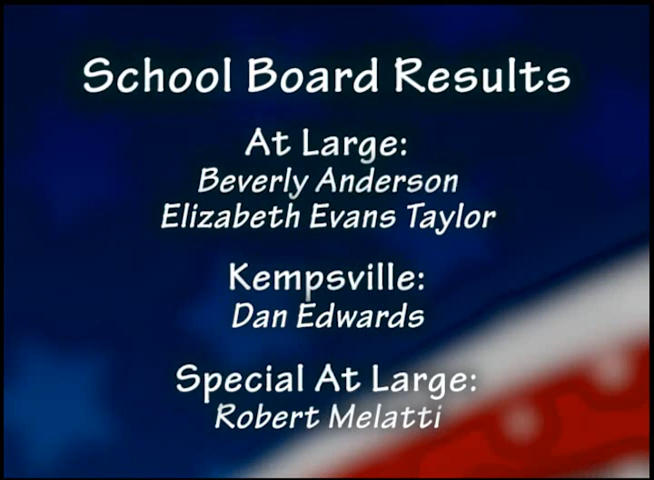 School Board Results
At Large:
Beverly Anderson
Elizabeth Evans Taylor
Kempsville:
Dan Edwards
Special At Large:
Robert Melatti